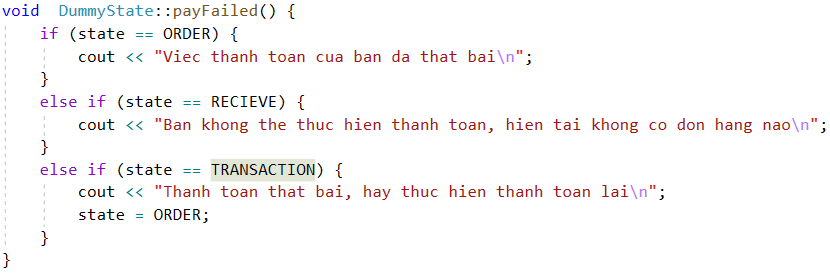 void  DummyState::payFailed() {
    if (state == ORDER) {
        cout << "Viec thanh toan cua ban da that bai\n";
    }
    else if (state == RECIEVE) {
        cout << "Ban khong the thuc hien thanh toan, hien tai khong co don hang nao\n";
    }
    else if (state == TRANSACTION) {
        cout << "Thanh toan that bai, hay thuc hien thanh toan lai\n";
        state = ORDER;
    }
}